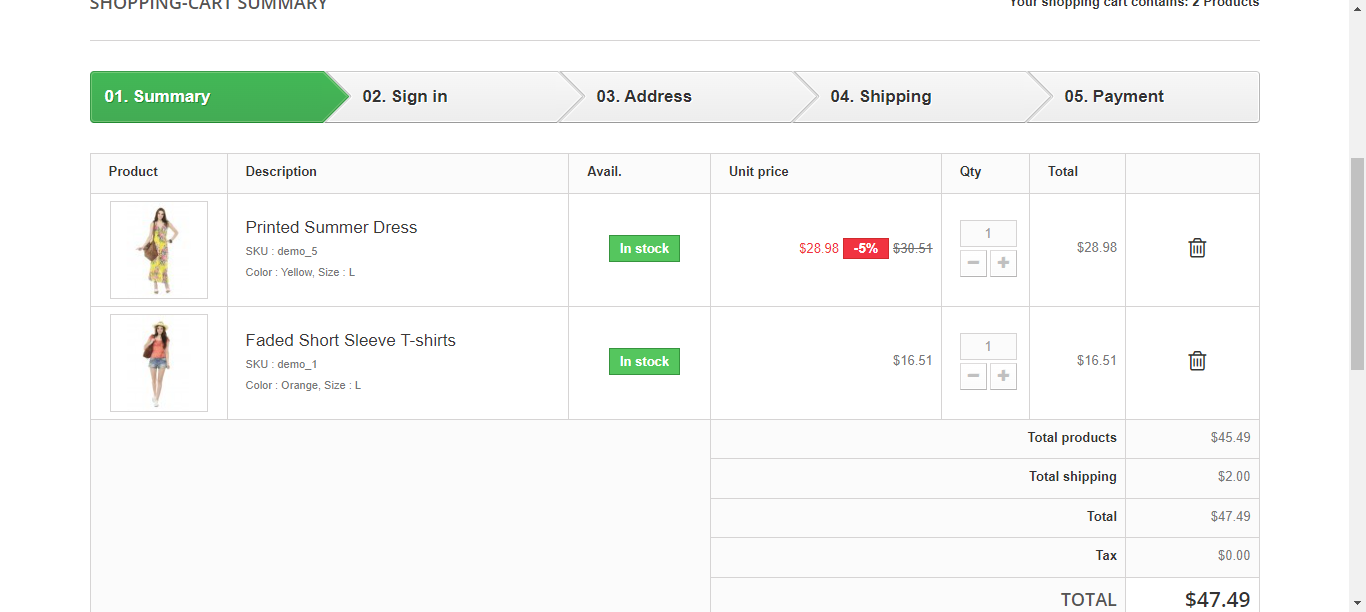 SHOPPING-CART SUMMARY
Your shopping cart contains: 2 Products
01. Summary 02. Sign in 03. Address 04. Shipping 05. Payment
Product Description Avail. Unit price Qty Total
Printed Summer Dress
SKU : demo_5
Color : Yellow, Size : L
In stock
$28.98 -5% $30.51
1
$28.98
Faded Short Sleeve T-shirts
SKU : demo_1
Color : Orange, Size : L
In stock
$16.51
1
$16.51
Total products $45.49
Total shipping $2.00
Total $47.49
Tax $0.00
TOTAL $47.49